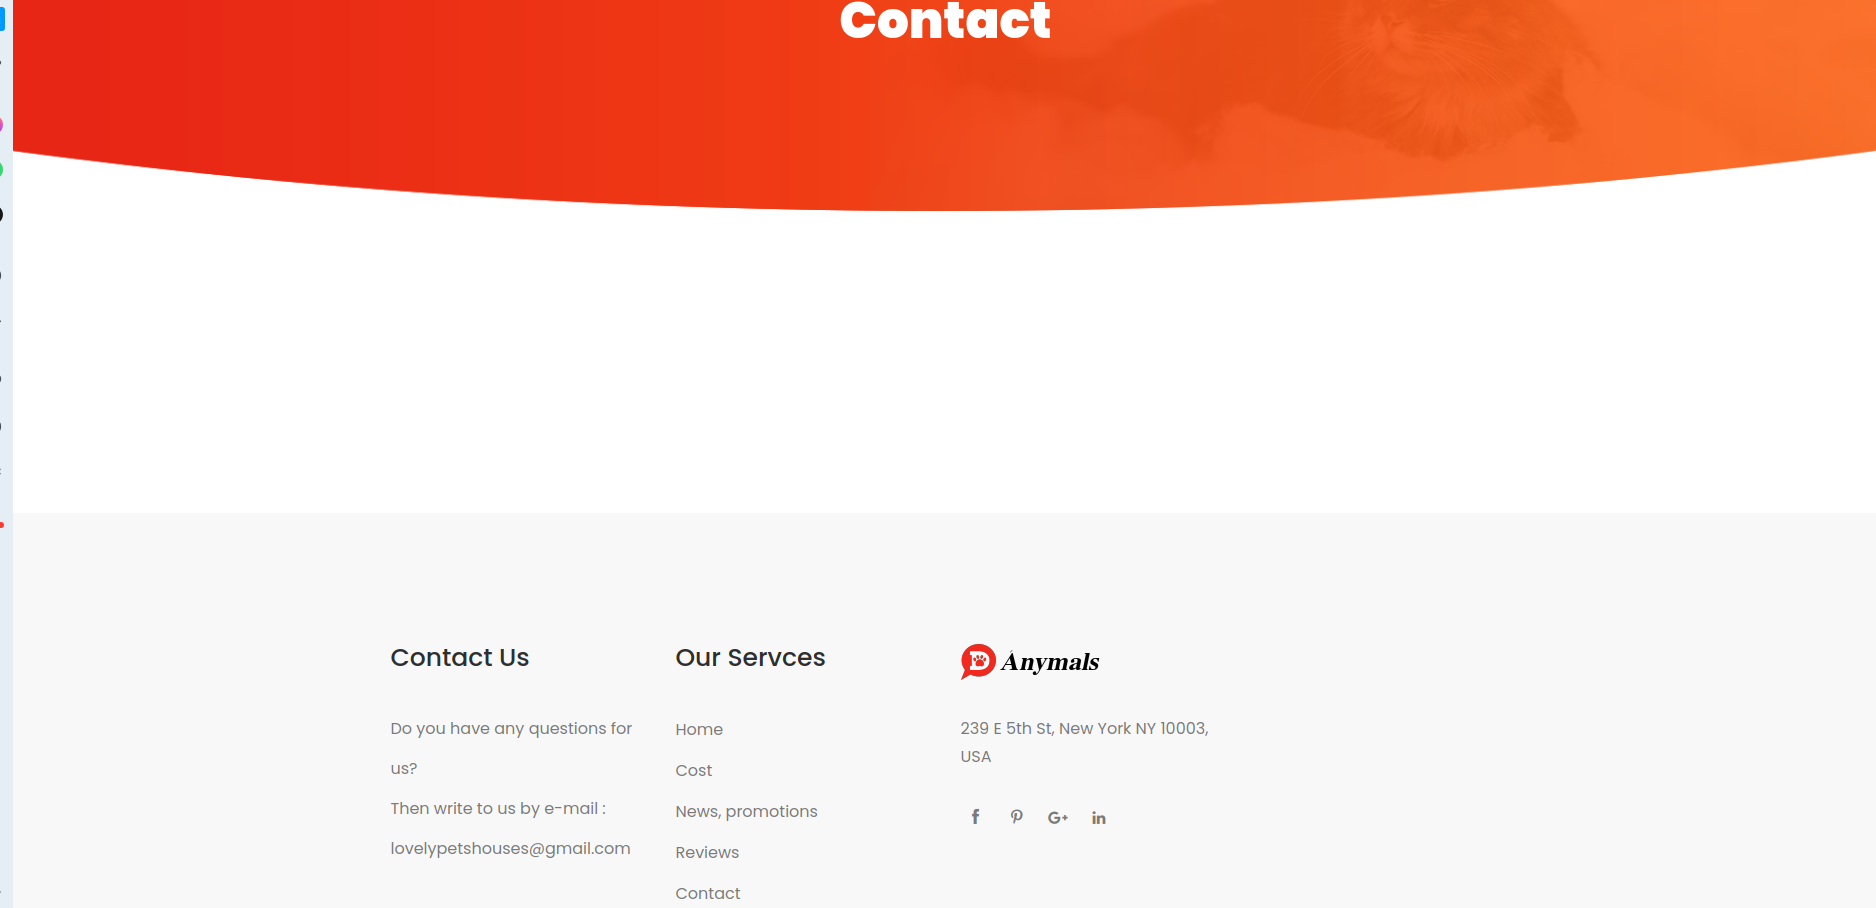 Contact
Contact Us
Do you have any questions for
us?
Then write to us by e-mail :
lovelypetshouses@gmail.com
Our Servces
Home
Cost
News, promotions
Reviews
Contact
Anymals
239 E 5th St, New York NY 10003,
USA